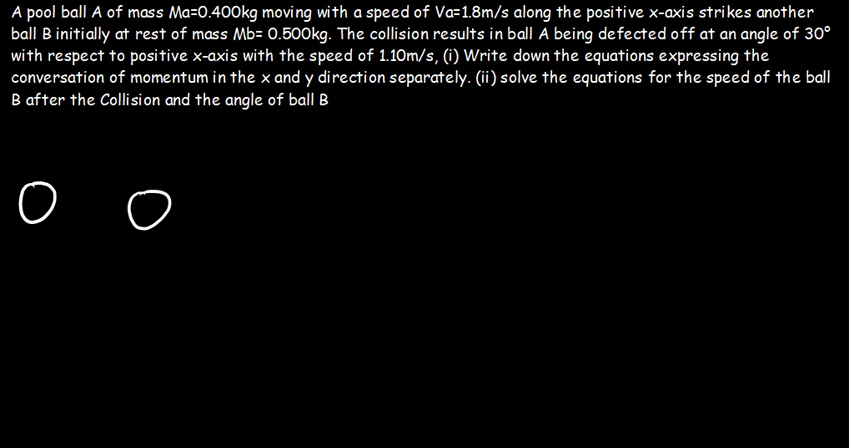 A pool ball A of mass Ma=0.400kg moving with a speed of Va=1.8m/s along the positive x-axis strikes another
ball B initially at rest of mass Mb= 0.500kg. The collision results in ball A being defected off at an angle of 30°
with respect to positive x-axis with the speed of 1.10m/s, (i) Write down the equations expressing the
conversation of momentum in the x and y direction separately. (ii) solve the equations for the speed of the ball
B after the Collision and the angle of ball B